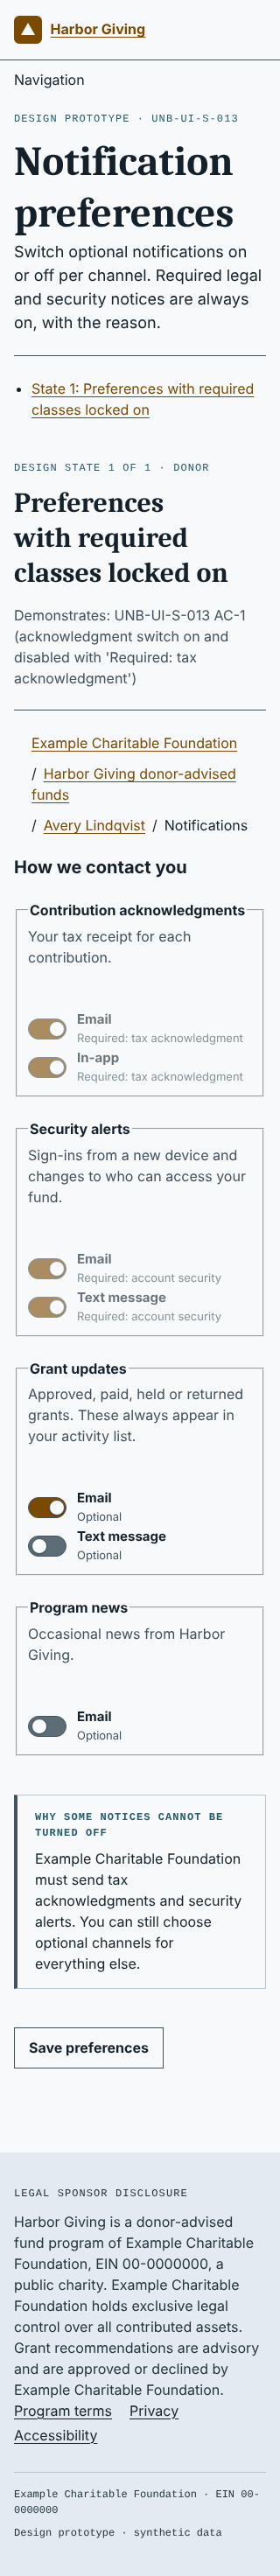 Harbor Giving
Navigation
DESIGN PROTOTYPE · UNB-UI-S-013
Notification
preferences
Switch optional notifications on
or off per channel. Required legal
and security notices are always
on, with the reason.
State 1: Preferences with required
classes locked on
DESIGN STATE 1 OF 1 · DONOR
Preferences
with required
classes locked on
Demonstrates: UNB-UI-S-013 AC-1
(acknowledgment switch on and
disabled with 'Required: tax
acknowledgment')
Example Charitable Foundation
/ Harbor Giving donor-advised
funds
/ Avery Lindqvist / Notifications
How we contact you
Contribution acknowledgments
Your tax receipt for each
contribution.
Email
Required: tax acknowledgment
In-app
Required: tax acknowledgment
Security alerts
Sign-ins from a new device and
changes to who can access your
fund.
Email
Required: account security
Text message
Required: account security
Grant updates
Approved, paid, held or returned
grants. These always appear in
your activity list.
Email
Optional
Text message
Optional
Program news
Occasional news from Harbor
Giving.
Email
Optional
WHY SOME NOTICES CANNOT BE
TURNED OFF
Example Charitable Foundation
must send tax
acknowledgments and security
alerts. You can still choose
optional channels for
everything else.
Save preferences
LEGAL SPONSOR DISCLOSURE
Harbor Giving is a donor-advised
fund program of Example Charitable
Foundation, EIN 00-0000000, a
public charity. Example Charitable
Foundation holds exclusive legal
control over all contributed assets.
Grant recommendations are advisory
and are approved or declined by
Example Charitable Foundation.
Program terms Privacy
Accessibility
Example Charitable Foundation · EIN 00-
0000000
Design prototype · synthetic data